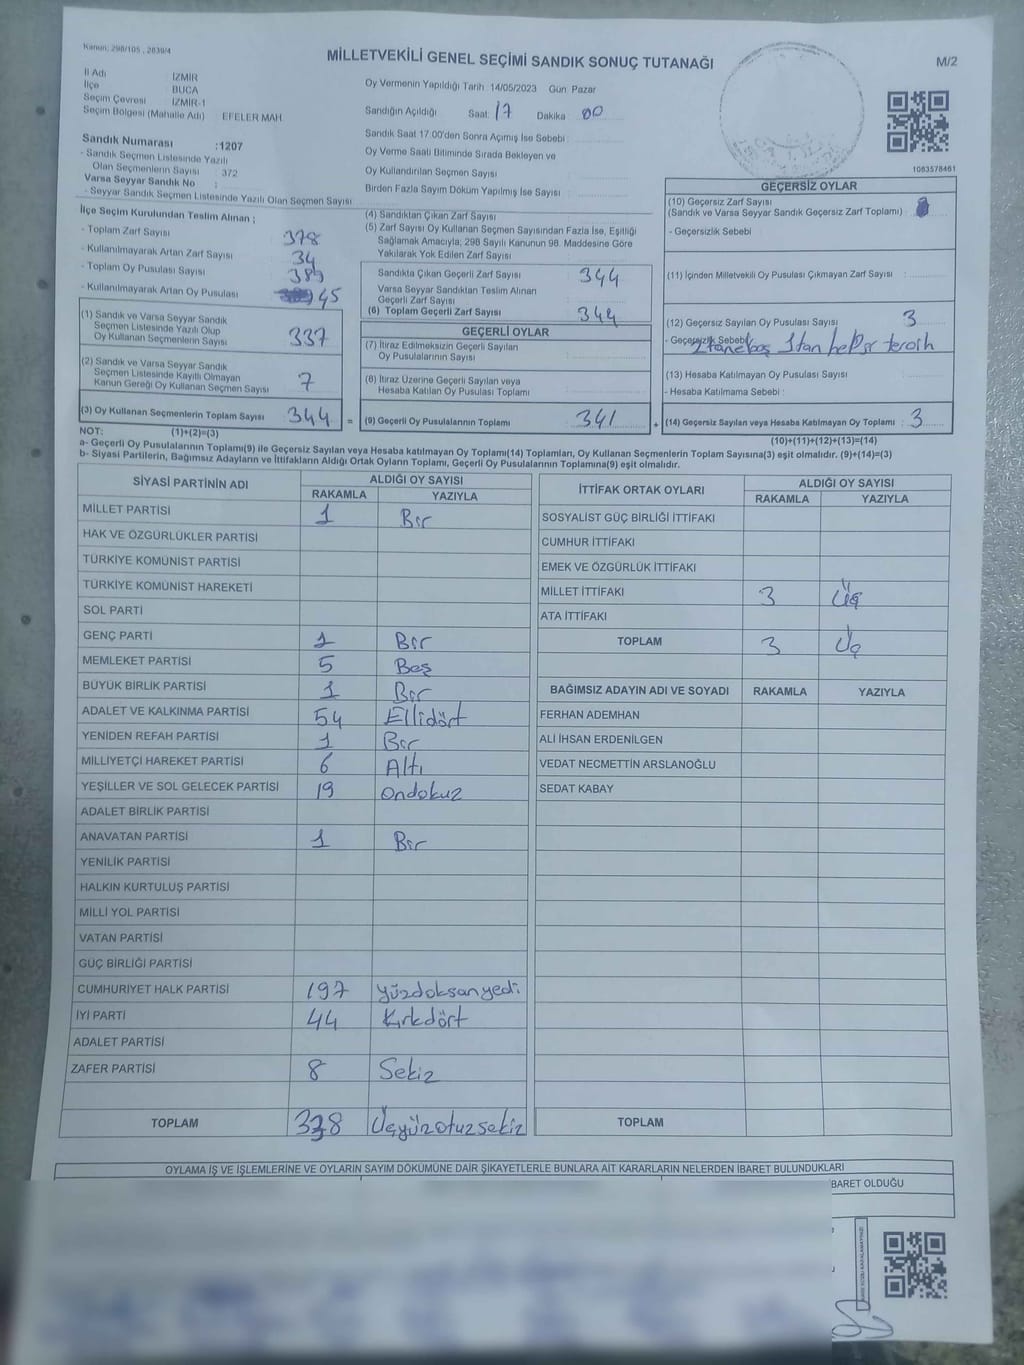 Kanun: 298/105 , 2839/4
MİLLETVEKİLİ GENEL SEÇİMİ SANDIK SONUÇ TUTANAĞI
M/2
İl Adı İZMİR
İlçe BUCA
Seçim Çevresi İZMİR-1
Seçim Bölgesi (Mahalle Adı) EFELER MAH.
Oy Vermenin Yapıldığı Tarih 14/05/2023 Gün Pazar
Sandığın Açıldığı Saat: 17 Dakika 00
Sandık Saat 17.00'den Sonra Açımış İse Sebebi
Oy Verme Saati Bitiminde Sırada Bekleyen ve
Oy Kullandırılan Seçmen Sayısı
Birden Fazla Sayım Döküm Yapılmış İse Sayısı
1083578461
Sandık Numarası :1207
- Sandık Seçmen Listesinde Yazılı
Olan Seçmenlerin Sayısı : 372
Varsa Seyyar Sandık No :
- Seyyar Sandık Seçmen Listesinde Yazılı Olan Seçmen Sayısı
İlçe Seçim Kurulundan Teslim Alınan ;
- Toplam Zarf Sayısı 378
- Kullanılmayarak Artan Zarf Sayısı 34
- Toplam Oy Pusulası Sayısı 389
- Kullanılmayarak Artan Oy Pusulası 45
(1) Sandık ve Varsa Seyyar Sandık
Seçmen Listesinde Yazılı Olup
Oy Kullanan Seçmenlerin Sayısı 337
(2) Sandık ve Varsa Seyyar Sandık
Seçmen Listesinde Kayıtlı Olmayan
Kanun Gereği Oy Kullanan Seçmen Sayısı 7
(3) Oy Kullanan Seçmenlerin Toplam Sayısı 344 =
(4) Sandıktan Çıkan Zarf Sayısı
(5) Zarf Sayısı Oy Kullanan Seçmen Sayısından Fazla İse, Eşitliği
Sağlamak Amacıyla; 298 Sayılı Kanunun 98. Maddesine Göre
Yakılarak Yok Edilen Zarf Sayısı
Sandıkta Çıkan Geçerli Zarf Sayısı 344
Varsa Seyyar Sandıktan Teslim Alınan
Geçerli Zarf Sayısı
(6) Toplam Geçerli Zarf Sayısı 344
GEÇERLİ OYLAR
(7) İtiraz Edilmeksizin Geçerli Sayılan
Oy Pusulalarının Sayısı
(8) İtiraz Üzerine Geçerli Sayılan veya
Hesaba Katılan Oy Pusulası Toplamı
(9) Geçerli Oy Pusulalarının Toplamı 341 +
GEÇERSİZ OYLAR
(10) Geçersiz Zarf Sayısı
(Sandık ve Varsa Seyyar Sandık Geçersiz Zarf Toplamı)
- Geçersizlik Sebebi
(11) İçinden Milletvekili Oy Pusulası Çıkmayan Zarf Sayısı
(12) Geçersiz Sayılan Oy Pusulası Sayısı 3
- Geçersizlik Sebebi 2 tane boş 1 tan tercih
(13) Hesaba Katılmayan Oy Pusulası Sayısı
- Hesaba Katılmama Sebebi :
(14) Geçersiz Sayılan veya Hesaba Katılmayan Oy Toplamı 3
NOT: (1)+(2)=(3) (10)+(11)+(12)+(13)=(14)
a- Geçerli Oy Pusulalarının Toplamı(9) ile Geçersiz Sayılan veya Hesaba katılmayan Oy Toplamı(14) Toplamları, Oy Kullanan Seçmenlerin Toplam Sayısına(3) eşit olmalıdır. (9)+(14)=(3)
b- Siyasi Partilerin, Bağımsız Adayların ve İttifakların Aldığı Ortak Oyların Toplamı, Geçerli Oy Pusulalarının Toplamına(9) eşit olmalıdır.
SİYASİ PARTİNİN ADI ALDIĞI OY SAYISI
RAKAMLA YAZIYLA
MİLLET PARTİSİ 1 Bir
HAK VE ÖZGÜRLÜKLER PARTİSİ
TÜRKİYE KOMÜNİST PARTİSİ
TÜRKİYE KOMÜNİST HAREKETİ
SOL PARTİ
GENÇ PARTİ 1 Bir
MEMLEKET PARTİSİ 5 Beş
BÜYÜK BİRLİK PARTİSİ 1 Bir
ADALET VE KALKINMA PARTİSİ 54 Ellidört
YENİDEN REFAH PARTİSİ 1 Bir
MİLLİYETÇİ HAREKET PARTİSİ 6 Altı
YEŞİLLER VE SOL GELECEK PARTİSİ 19 Ondokuz
ADALET BİRLİK PARTİSİ
ANAVATAN PARTİSİ 1 Bir
YENİLİK PARTİSİ
HALKIN KURTULUŞ PARTİSİ
MİLLİ YOL PARTİSİ
VATAN PARTİSİ
GÜÇ BİRLİĞİ PARTİSİ
CUMHURİYET HALK PARTİSİ 197 Yüzdoksanyedi
İYİ PARTİ 44 Kırkdört
ADALET PARTİSİ
ZAFER PARTİSİ 8 Sekiz
TOPLAM 338 Üçyüzotuzsekiz
İTTİFAK ORTAK OYLARI ALDIĞI OY SAYISI
RAKAMLA YAZIYLA
SOSYALİST GÜÇ BİRLİĞİ İTTİFAKI
CUMHUR İTTİFAKI
EMEK VE ÖZGÜRLÜK İTTİFAKI
MİLLET İTTİFAKI 3 Üç
ATA İTTİFAKI
TOPLAM 3 Üç
BAĞIMSIZ ADAYIN ADI VE SOYADI RAKAMLA YAZIYLA
FERHAN ADEMHAN
ALİ İHSAN ERDENİLGEN
VEDAT NECMETTİN ARSLANOĞLU
SEDAT KABAY
TOPLAM
OYLAMA İŞ VE İŞLEMLERİNE VE OYLARIN SAYIM DÖKÜMÜNE DAİR ŞİKAYETLERLE BUNLARA AİT KARARLARIN NELERDEN İBARET BULUNDUKLARI
BARET OLDUĞU